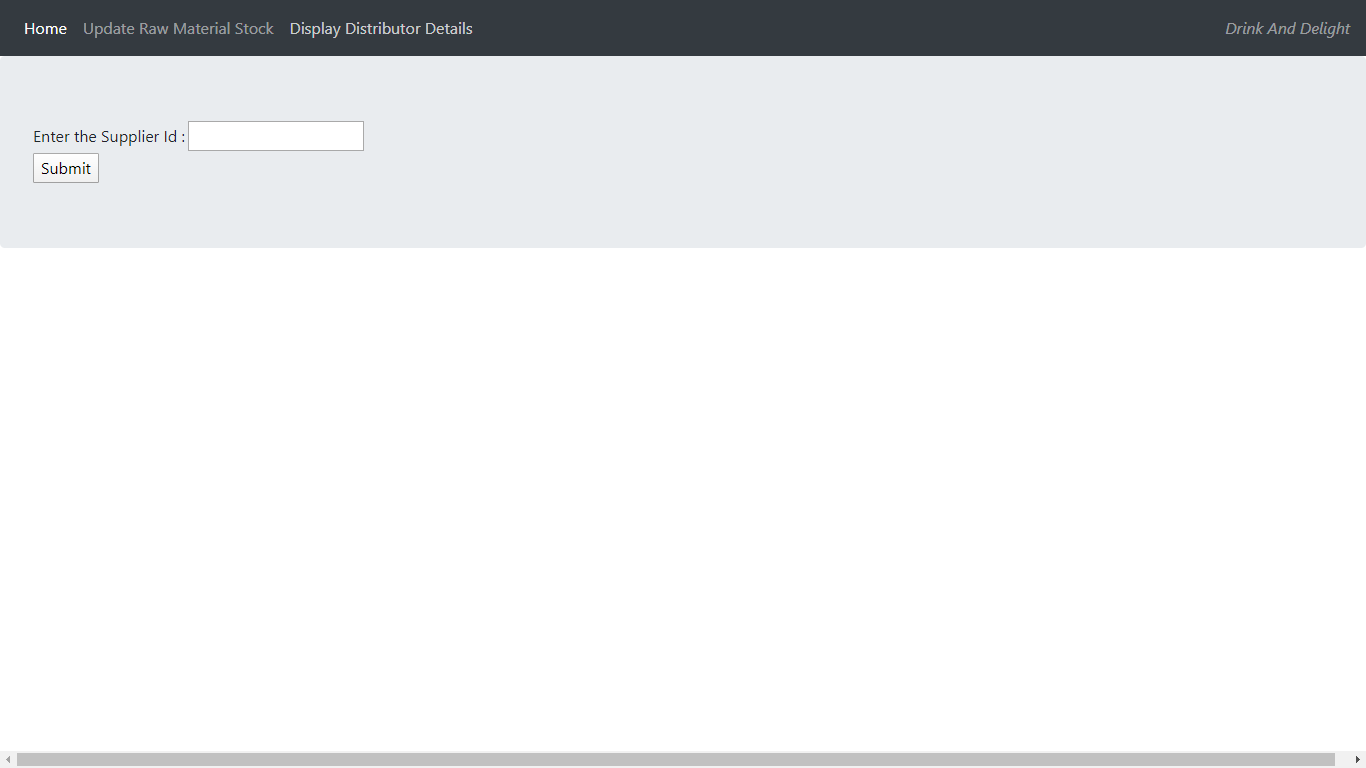 Home Update Raw Material Stock Display Distributor Details Drink And Delight
Enter the Supplier Id :
Submit